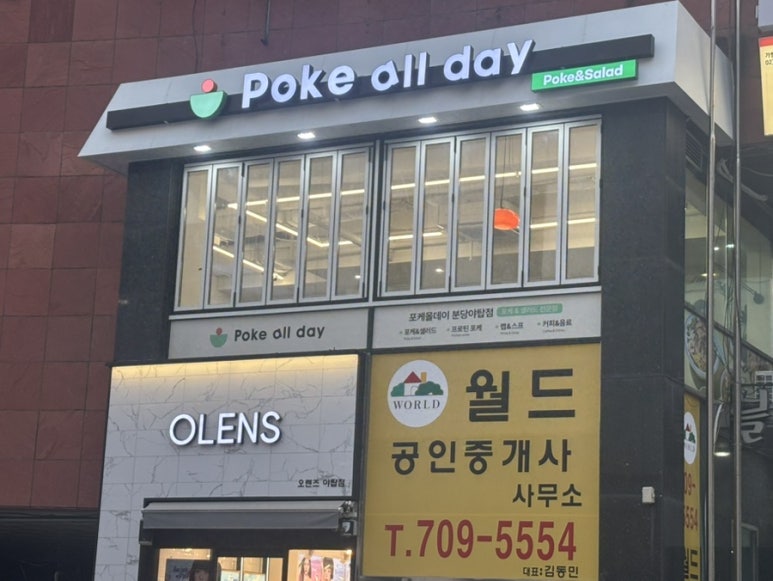 Poke all day
Poke&Salad
Poke all day
포케올데이 분당야탑점 포케 & 샐러드 전문점
포케&샐러드 프로틴 포케 랩&스프 커피&음료
OLENS
오렌즈 야탑점
WORLD
월드
공인중개사
사무소
T.709-5554
대표:김동민
09-
5554